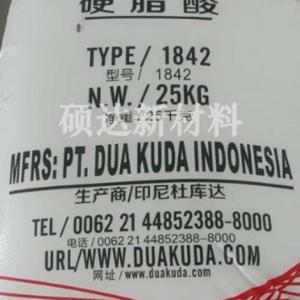 硬脂酸
TYPE / 1842
型号 / 1842
N.W. / 25KG
净重 / 25千克
硕达新材料
MFRS: PT. DUA KUDA INDONESIA
生产商/印尼杜库达
TEL / 0062 21 44852388-8000
电话 / 0062 21 44852388-8000
URL/WWW.DUAKUDA.COM
网址 / www.duakuda.com